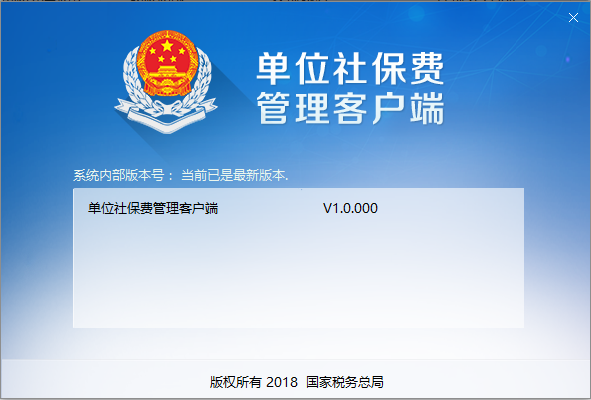 单位社保费
管理客户端
系统内部版本号： 当前已是最新版本.
单位社保费管理客户端 V1.0.000
版权所有 2018 国家税务总局